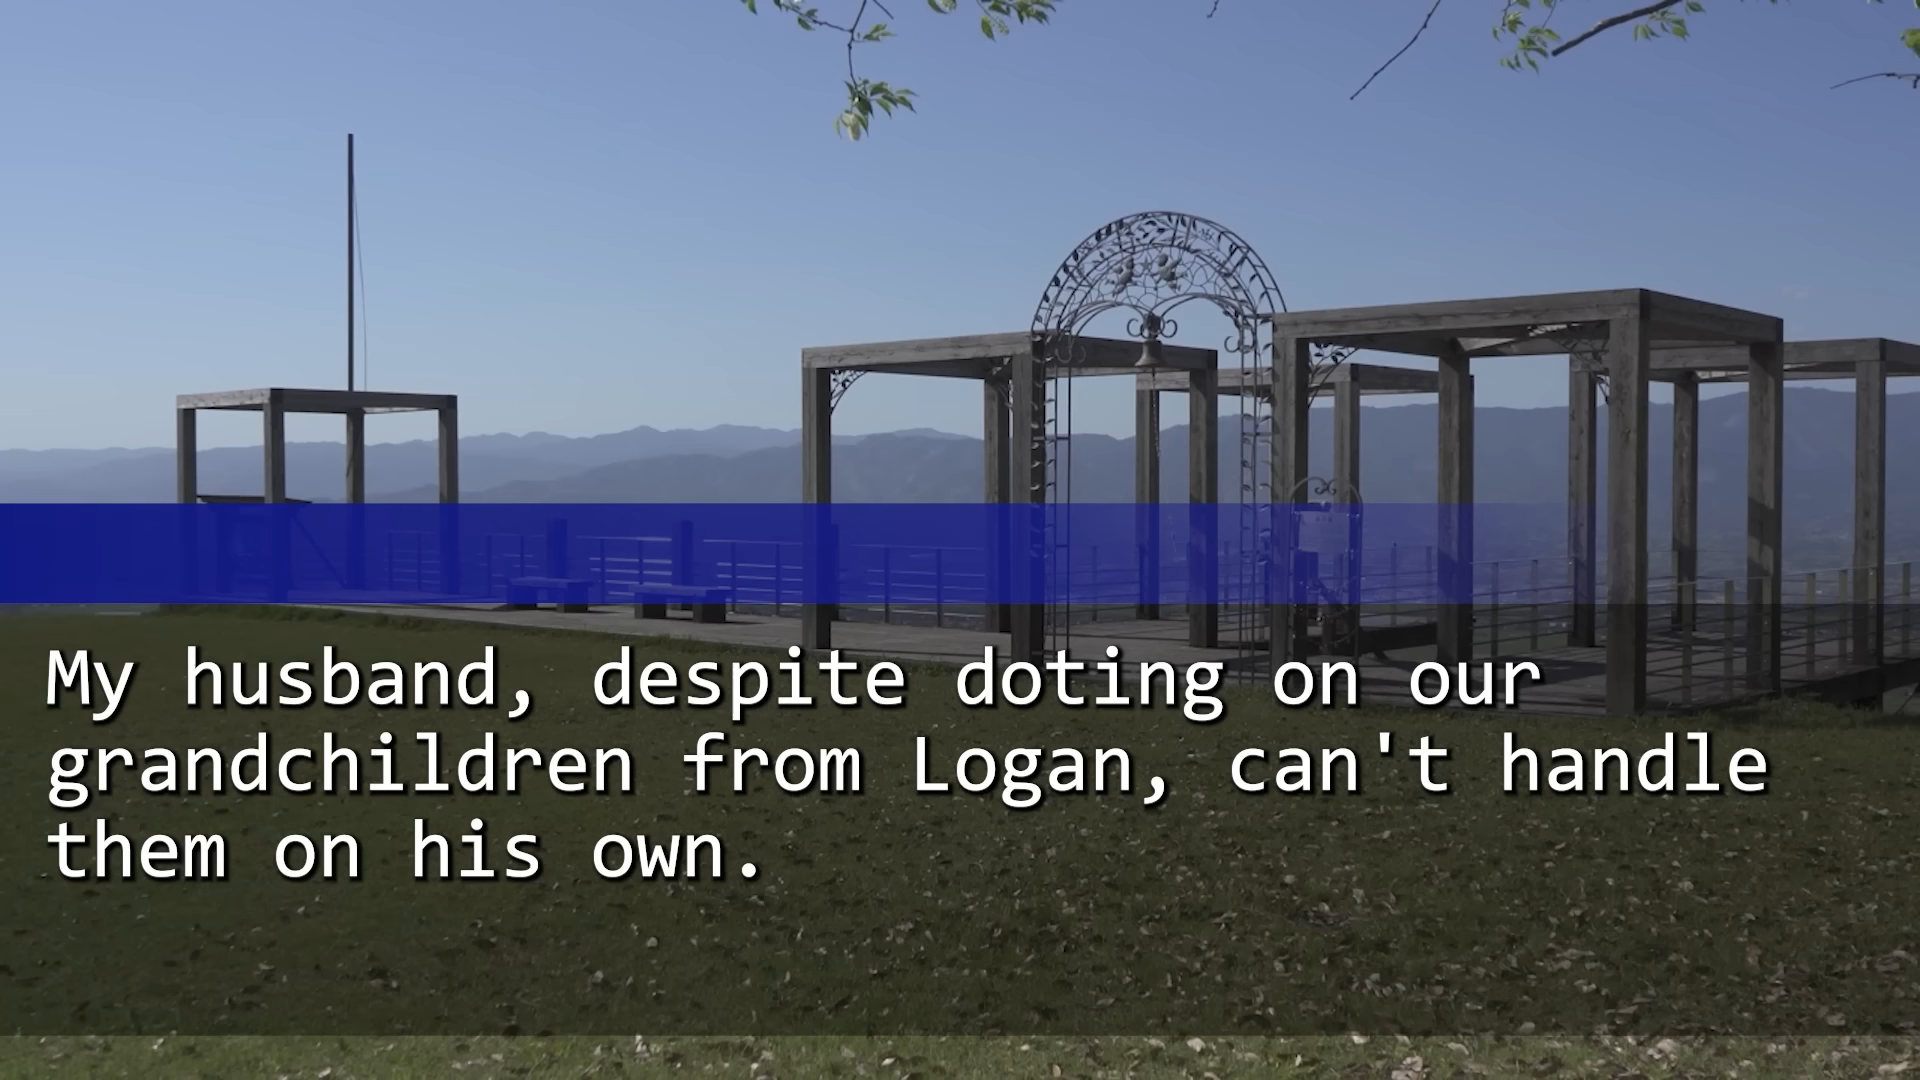 My husband, despite doting on our
grandchildren from Logan, can't handle
them on his own.